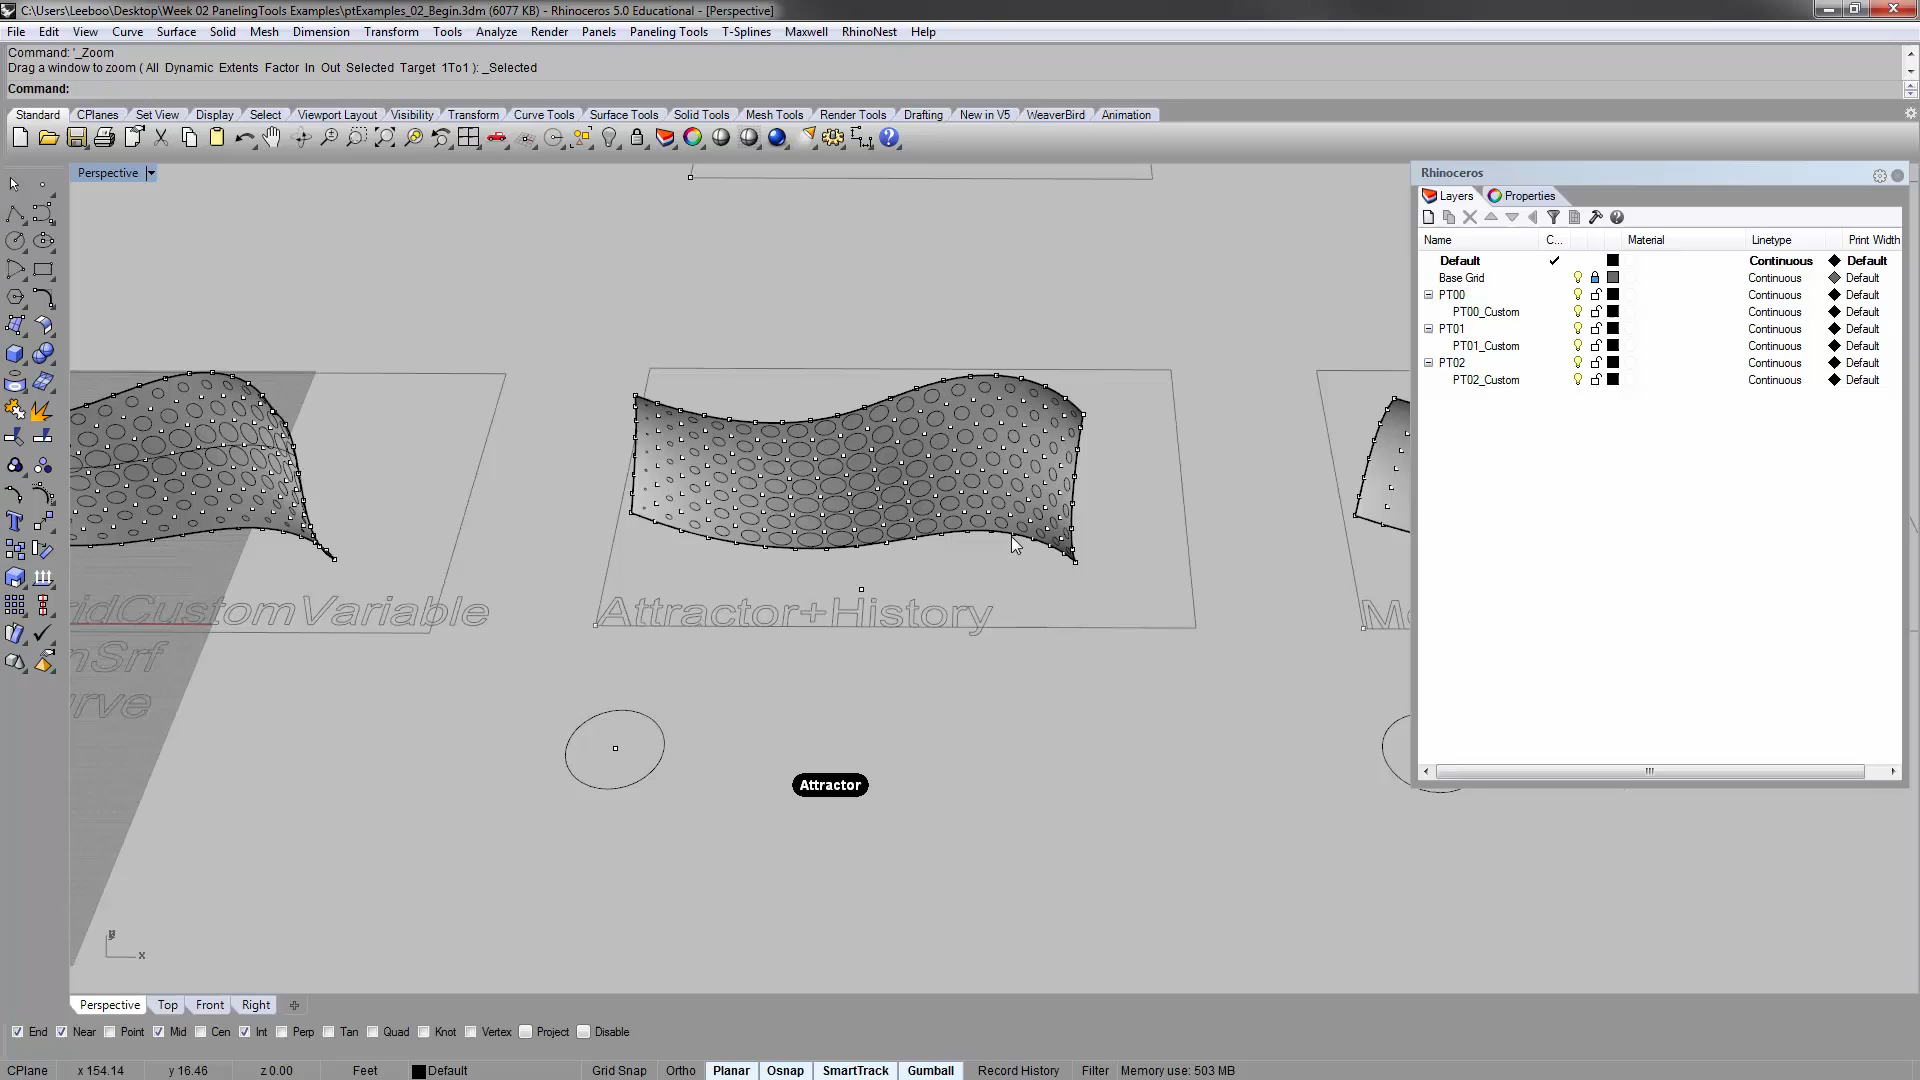 C:\Users\Leeboo\Desktop\Week 02 PanelingTools Examples\ptExamples_02_Begin.3dm (6077 KB) - Rhinoceros 5.0 Educational - [Perspective]
File Edit View Curve Surface Solid Mesh Dimension Transform Tools Analyze Render Panels Paneling Tools T-Splines Maxwell RhinoNest Help
Command: '_Zoom
Drag a window to zoom ( All Dynamic Extents Factor In Out Selected Target 1To1 ): _Selected
Command:
Standard CPlanes Set View Display Select Viewport Layout Visibility Transform Curve Tools Surface Tools Solid Tools Mesh Tools Render Tools Drafting New in V5 WeaverBird Animation
Perspective
Rhinoceros
Layers Properties
Name C... Material Linetype Print Width
Default Continuous Default
Base Grid Continuous Default
PT00 Continuous Default
PT00_Custom Continuous Default
PT01 Continuous Default
PT01_Custom Continuous Default
PT02 Continuous Default
PT02_Custom Continuous Default
ridCustomVariable
Attractor+History
nSrf
urve
Attractor
x
Perspective Top Front Right
End Near Point Mid Cen Int Perp Tan Quad Knot Vertex Project Disable
CPlane x 154.14 y 16.46 z 0.00 Feet Default Grid Snap Ortho Planar Osnap SmartTrack Gumball Record History Filter Memory use: 503 MB